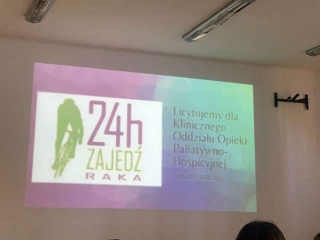 24h
ZAJEDŹ
RAKA
Licytujemy dla
Klinicznego
Oddziału Opieki
Paliatywno-
Hospicyjnej